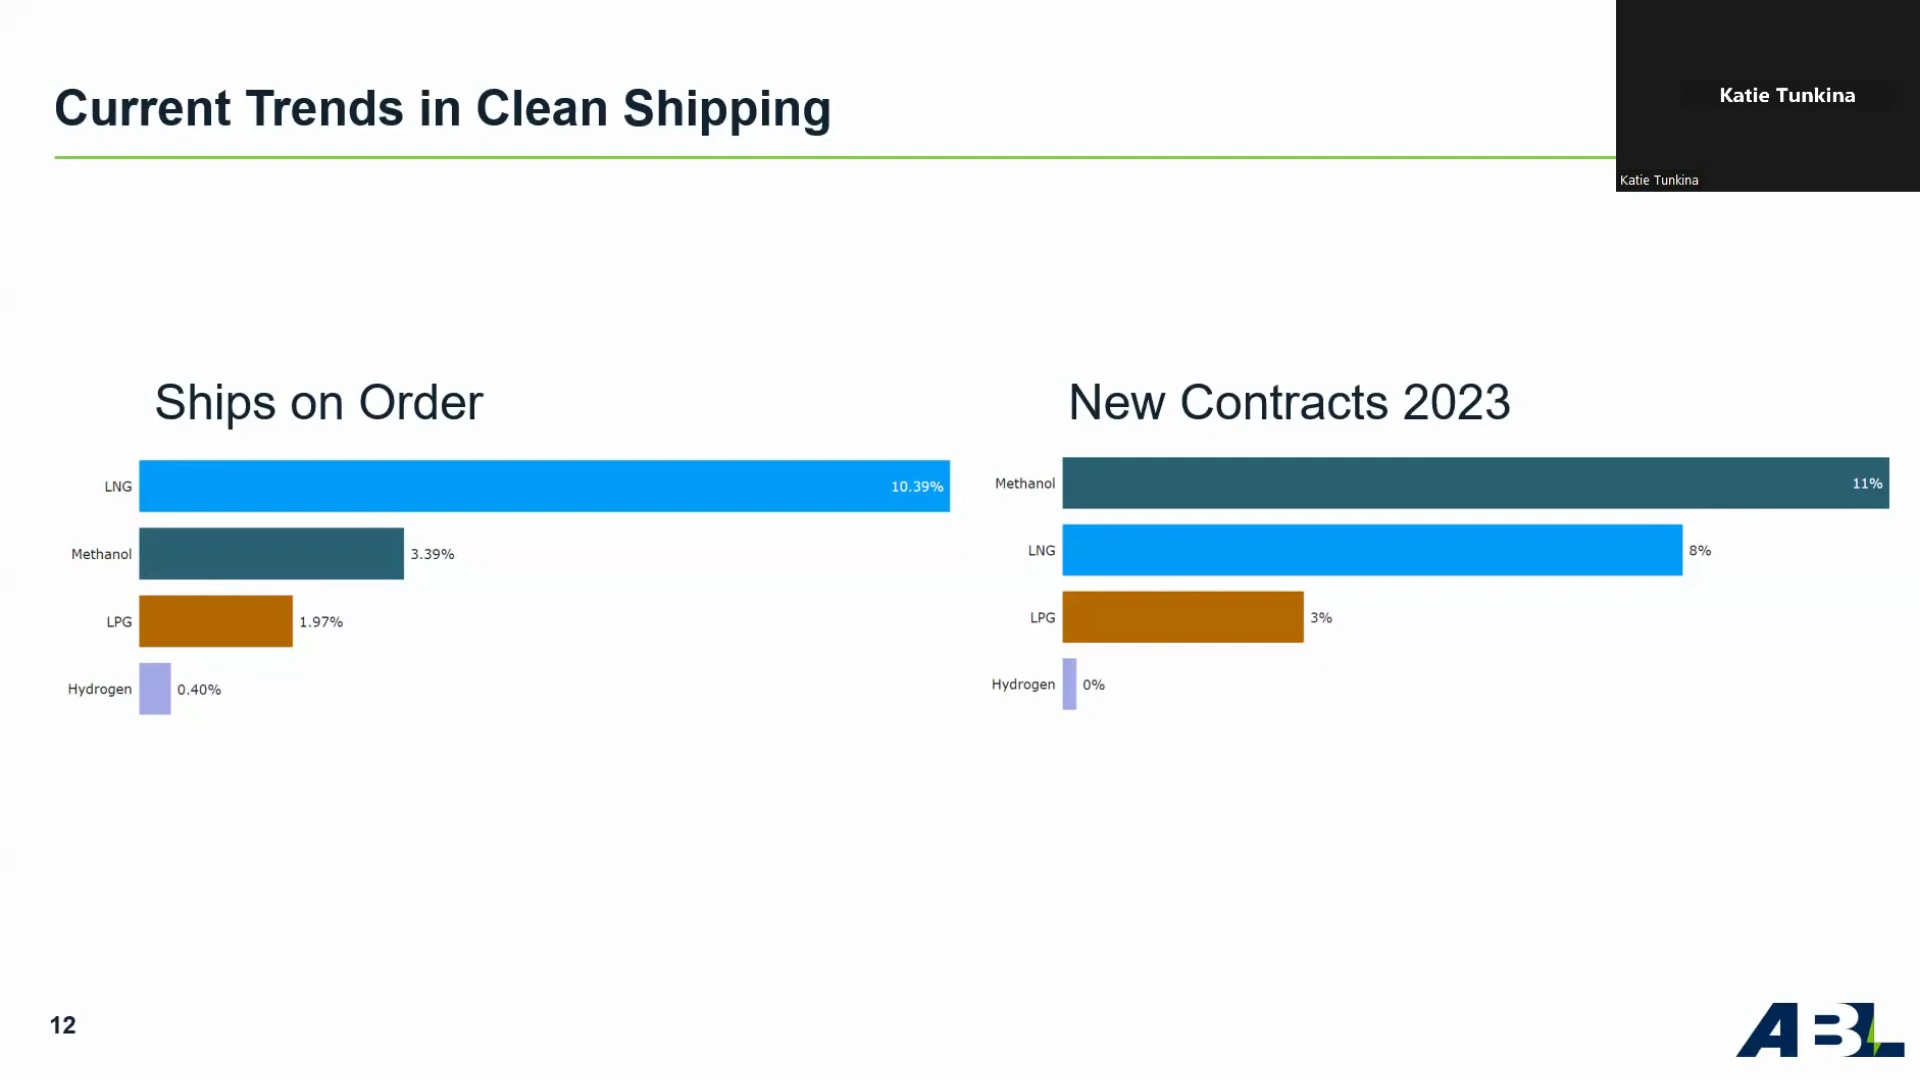 Current Trends in Clean Shipping
Katie Tunkina
Katie Tunkina
Ships on Order
LNG 10.39%
Methanol 3.39%
LPG 1.97%
Hydrogen 0.40%
New Contracts 2023
Methanol 11%
LNG 8%
LPG 3%
Hydrogen 0%
12
ABL